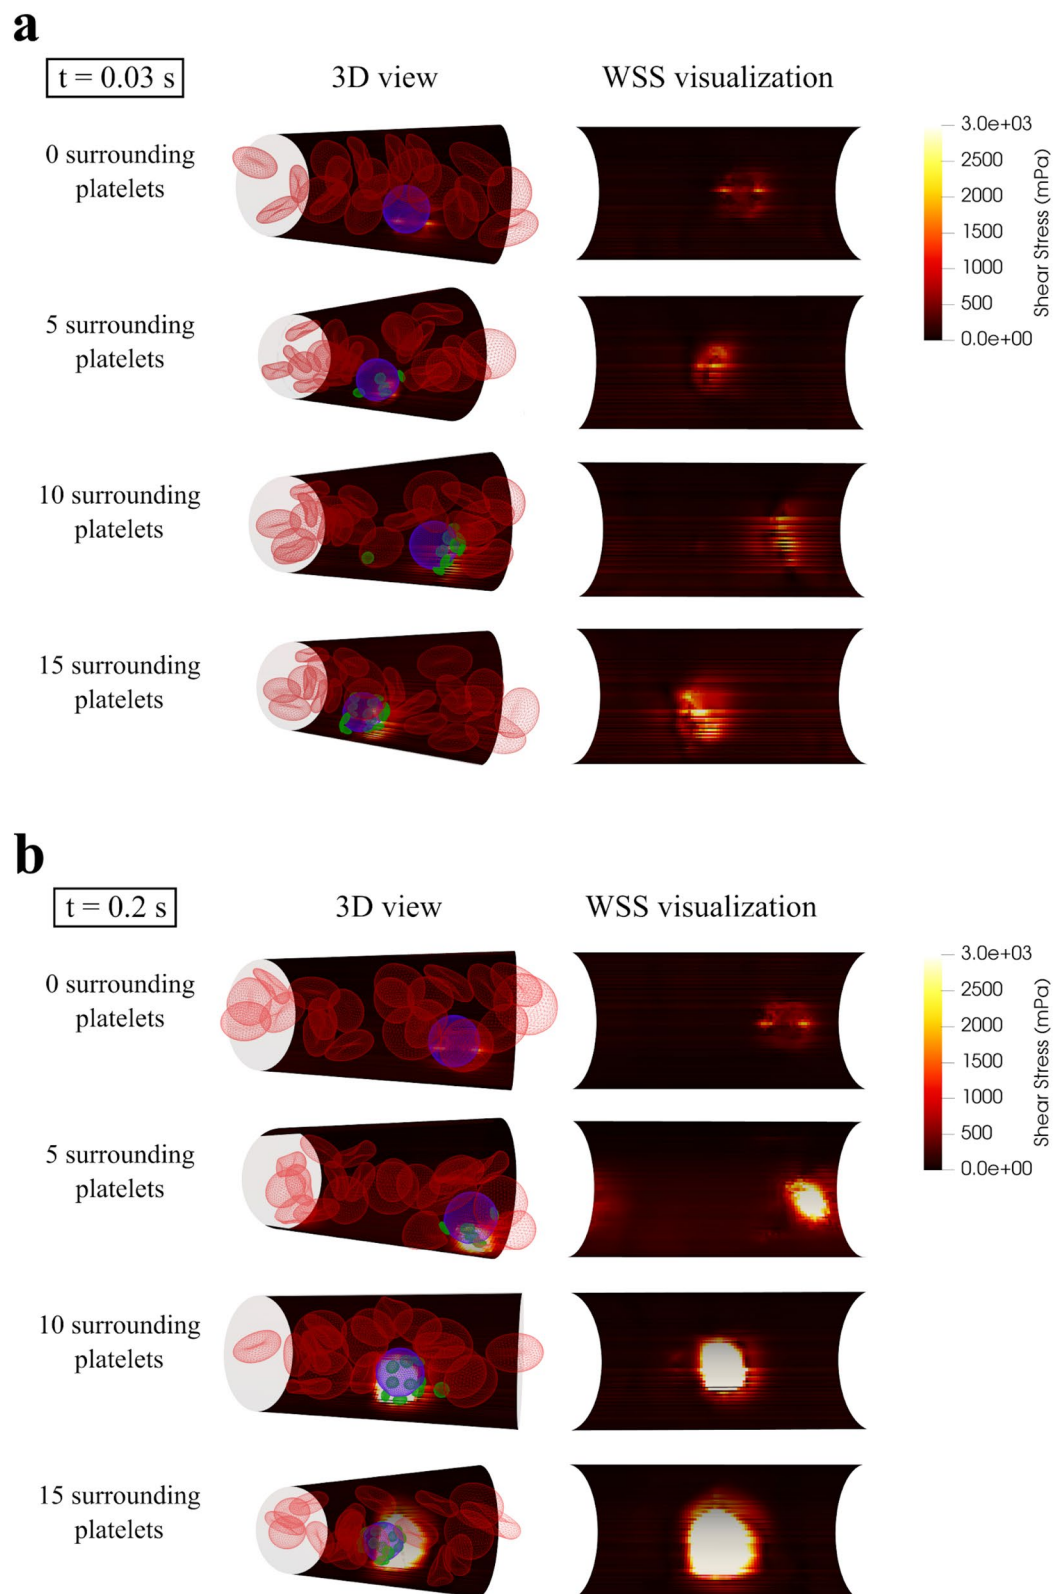 a
t = 0.03 s
3D view
WSS visualization
0 surrounding
platelets
5 surrounding
platelets
10 surrounding
platelets
15 surrounding
platelets
3.0e+03
2500
2000
1500
1000
500
0.0e+00
Shear Stress (mPa)
b
t = 0.2 s
3D view
WSS visualization
0 surrounding
platelets
5 surrounding
platelets
10 surrounding
platelets
15 surrounding
platelets
3.0e+03
2500
2000
1500
1000
500
0.0e+00
Shear Stress (mPa)